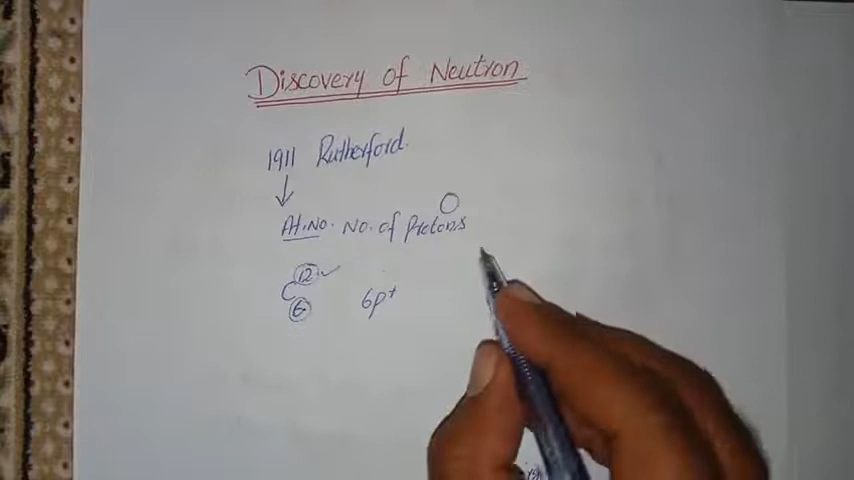 Discovery of Neutron
1911 Rutherford.
At.No. No. of Protons
12
C 6p+
6